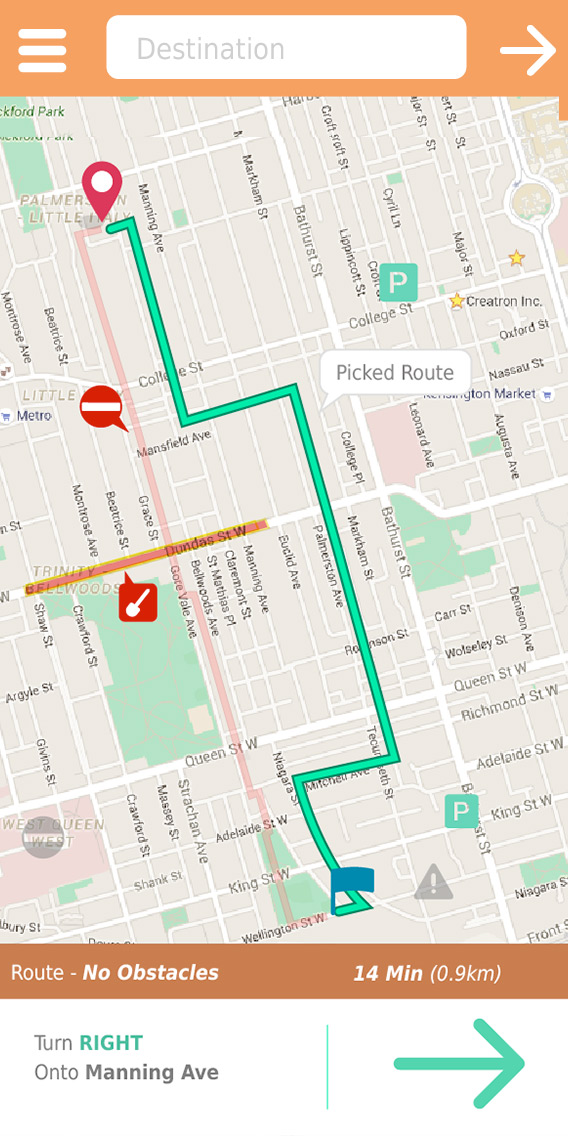 Destination
ckford Park
ckford Park
Harb
PALMERSTON
- LITTLE ITALY
Manning Ave
Markham St
Bathurst St
Croft
Cyril Ln
Lippincott St
Major St
P
Creatron Inc.
College St
Oxford St
Montrose Ave
Beatrice St
College St
Picked Route
Nassau St
Kensington Market
LITTLE
Metro
Mansfield Ave
College Pl
Leonard Ave
Augusta Ave
Montrose Ave
Beatrice St
Grace St
Dundas St W
TRINITY -
BELLWOODS
Gore Vale Ave
Bellwoods Ave
St Mathias Pl
Claremont St
Manning Ave
Euclid Ave
Palmerston Ave
Markham St
Bathurst St
Denison Ave
Shaw St
Crawford St
Carr St
Robinson St
Wolseley St
Argyle St
Queen St W
Richmond St W
Givins St
Queen St W
Adelaide St W
Niagara St
Mitchell Ave
Tecumseth St
P
King St W
Bathurst St
WEST QUEEN
WEST
Crawford St
Massey St
Strachan Ave
Adelaide St W
Shank St
King St W
Niagara S
Wellington St W
Front S
Route - No Obstacles
14 Min (0.9km)
Turn RIGHT
Onto Manning Ave